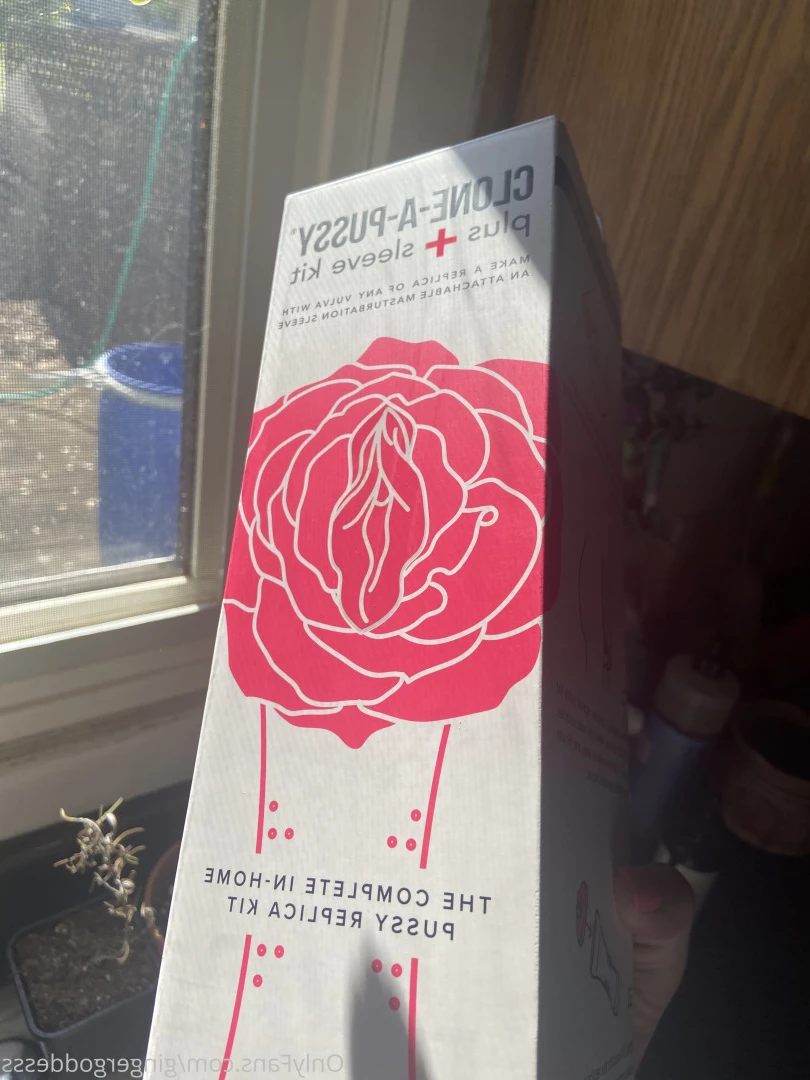 CLONE-A-PUSSY®
plus + sleeve kit
MAKE A REPLICA OF ANY VULVA WITH
AN ATTACHABLE MASTURBATION SLEEVE
THE COMPLETE IN-HOME
PUSSY REPLICA KIT
OnlyFans.com/gingergoddesss